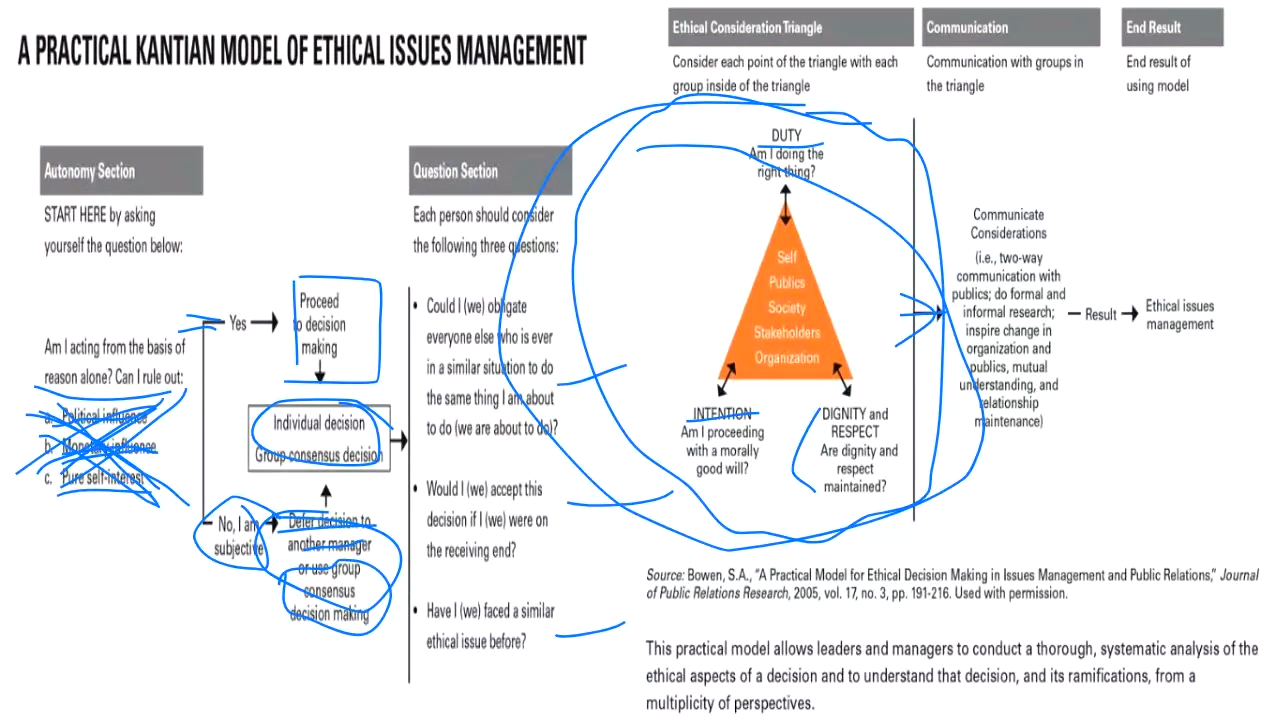 A PRACTICAL KANTIAN MODEL OF ETHICAL ISSUES MANAGEMENT
Autonomy Section
START HERE by asking
yourself the question below:
Am I acting from the basis of
reason alone? Can I rule out:
a. Political influence
b. Monetary influence
c. Pure self-interest
Yes
Proceed
to decision
making
Individual decision
Group consensus decision
No, I am
subjective
Defer decision to
another manager
or use group
consensus
decision making
Question Section
Each person should consider
the following three questions:
• Could I (we) obligate
everyone else who is ever
in a similar situation to do
the same thing I am about
to do (we are about to do)?
• Would I (we) accept this
decision if I (we) were on
the receiving end?
• Have I (we) faced a similar
ethical issue before?
Ethical Consideration Triangle
Consider each point of the triangle with each
group inside of the triangle
DUTY
Am I doing the
right thing?
Self
Publics
Society
Stakeholders
Organization
INTENTION
Am I proceeding
with a morally
good will?
DIGNITY and
RESPECT
Are dignity and
respect
maintained?
Communication
Communication with groups in
the triangle
Communicate
Considerations
(i.e., two-way
communication with
publics; do formal and
informal research;
inspire change in
organization and
publics, mutual
understanding, and
relationship
maintenance)
Result
End Result
End result of
using model
Ethical issues
management
Source: Bowen, S.A., “A Practical Model for Ethical Decision Making in Issues Management and Public Relations,” Journal
of Public Relations Research, 2005, vol. 17, no. 3, pp. 191-216. Used with permission.
This practical model allows leaders and managers to conduct a thorough, systematic analysis of the
ethical aspects of a decision and to understand that decision, and its ramifications, from a
multiplicity of perspectives.